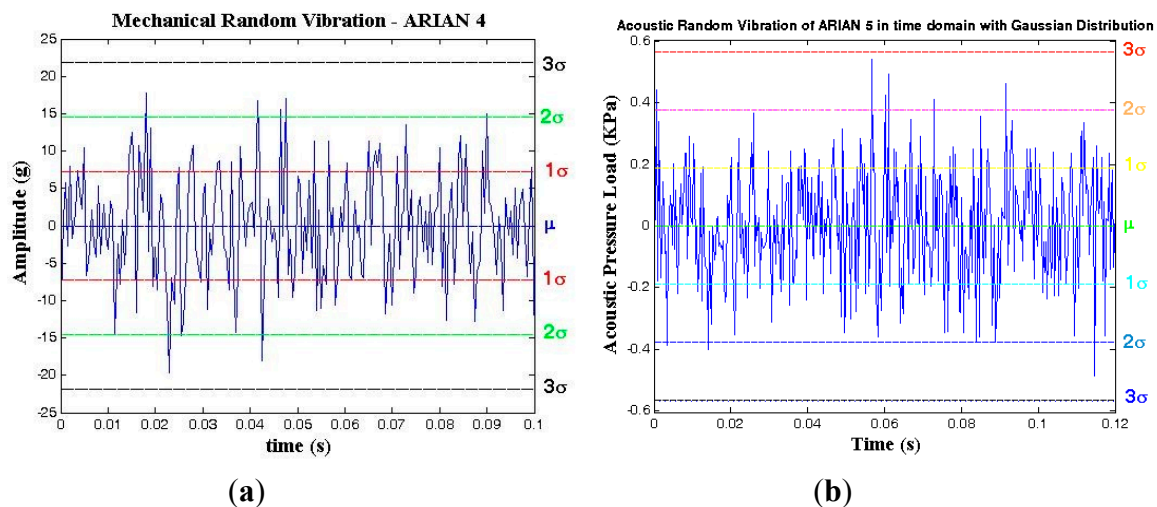 Mechanical Random Vibration - ARIAN 4
Amplitude (g)
25
20
15
10
5
0
-5
-10
-15
-20
-25
3σ
2σ
1σ
μ
1σ
2σ
3σ
0 0.01 0.02 0.03 0.04 0.05 0.06 0.07 0.08 0.09 0.1
time (s)
(a)
Acoustic Random Vibration of ARIAN 5 in time domain with Gaussian Distribution
Acoustic Pressure Load (KPa)
0.6
0.4
0.2
0
-0.2
-0.4
-0.6
3σ
2σ
1σ
μ
1σ
2σ
3σ
0 0.02 0.04 0.06 0.08 0.1 0.12
Time (s)
(b)